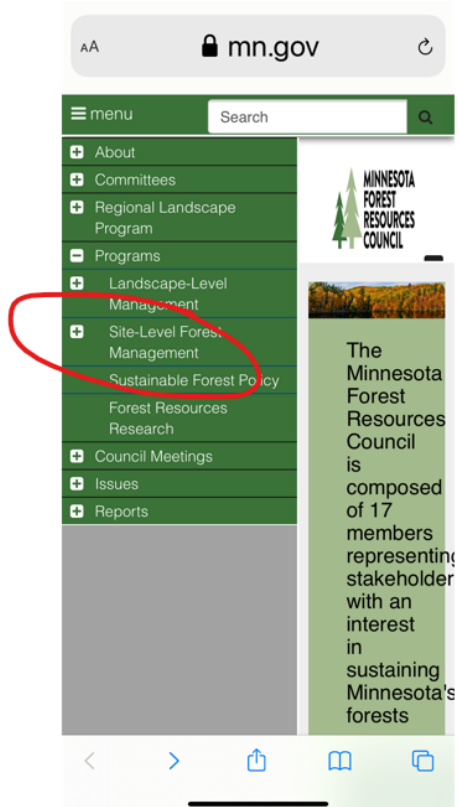 AA
mn.gov
menu
Search
About
Committees
Regional Landscape
Program
Programs
Landscape-Level
Management
Site-Level Forest
Management
Sustainable Forest Policy
Forest Resources
Research
Council Meetings
Issues
Reports
MINNESOTA
FOREST
RESOURCES
COUNCIL
The
Minnesota
Forest
Resources
Council
is
composed
of 17
members
representing
stakeholder
with an
interest
in
sustaining
Minnesota's
forests